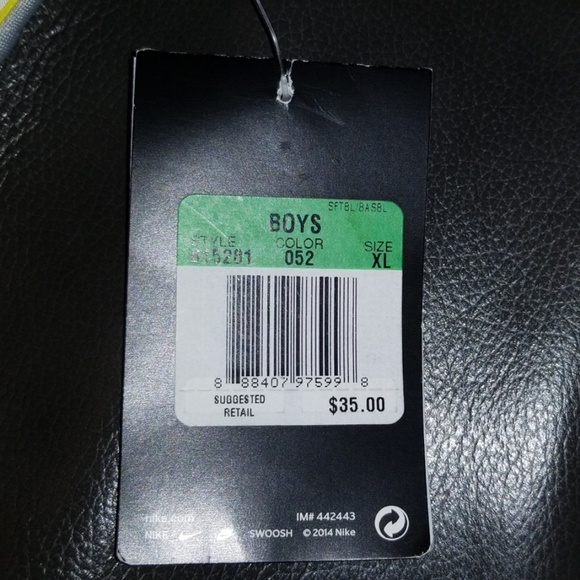 SFTBL/BASBL
BOYS
STYLE COLOR SIZE
052 XL
8 88407 97599 8
SUGGESTED
RETAIL $35.00
nike.com IM# 442443
NIKE SWOOSH © 2014 Nike